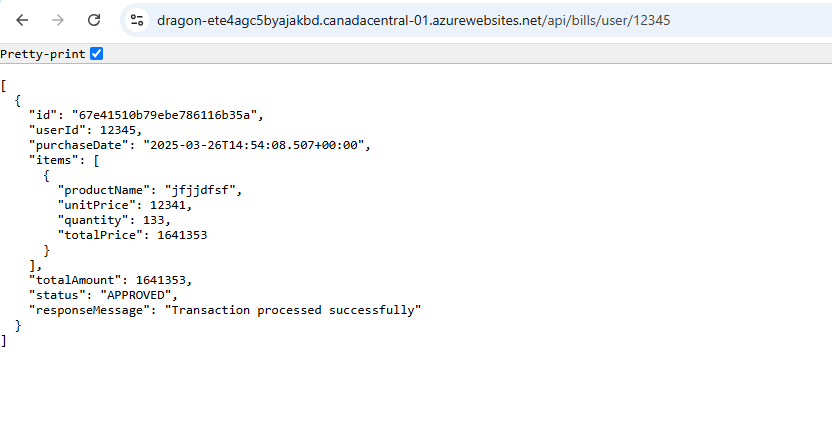 dragon-ete4agc5byajakbd.canadacentral-01.azurewebsites.net/api/bills/user/12345
Pretty-print
[
  {
    "id": "67e41510b79ebe786116b35a",
    "userId": 12345,
    "purchaseDate": "2025-03-26T14:54:08.507+00:00",
    "items": [
      {
        "productName": "jfjjdfsf",
        "unitPrice": 12341,
        "quantity": 133,
        "totalPrice": 1641353
      }
    ],
    "totalAmount": 1641353,
    "status": "APPROVED",
    "responseMessage": "Transaction processed successfully"
  }
]